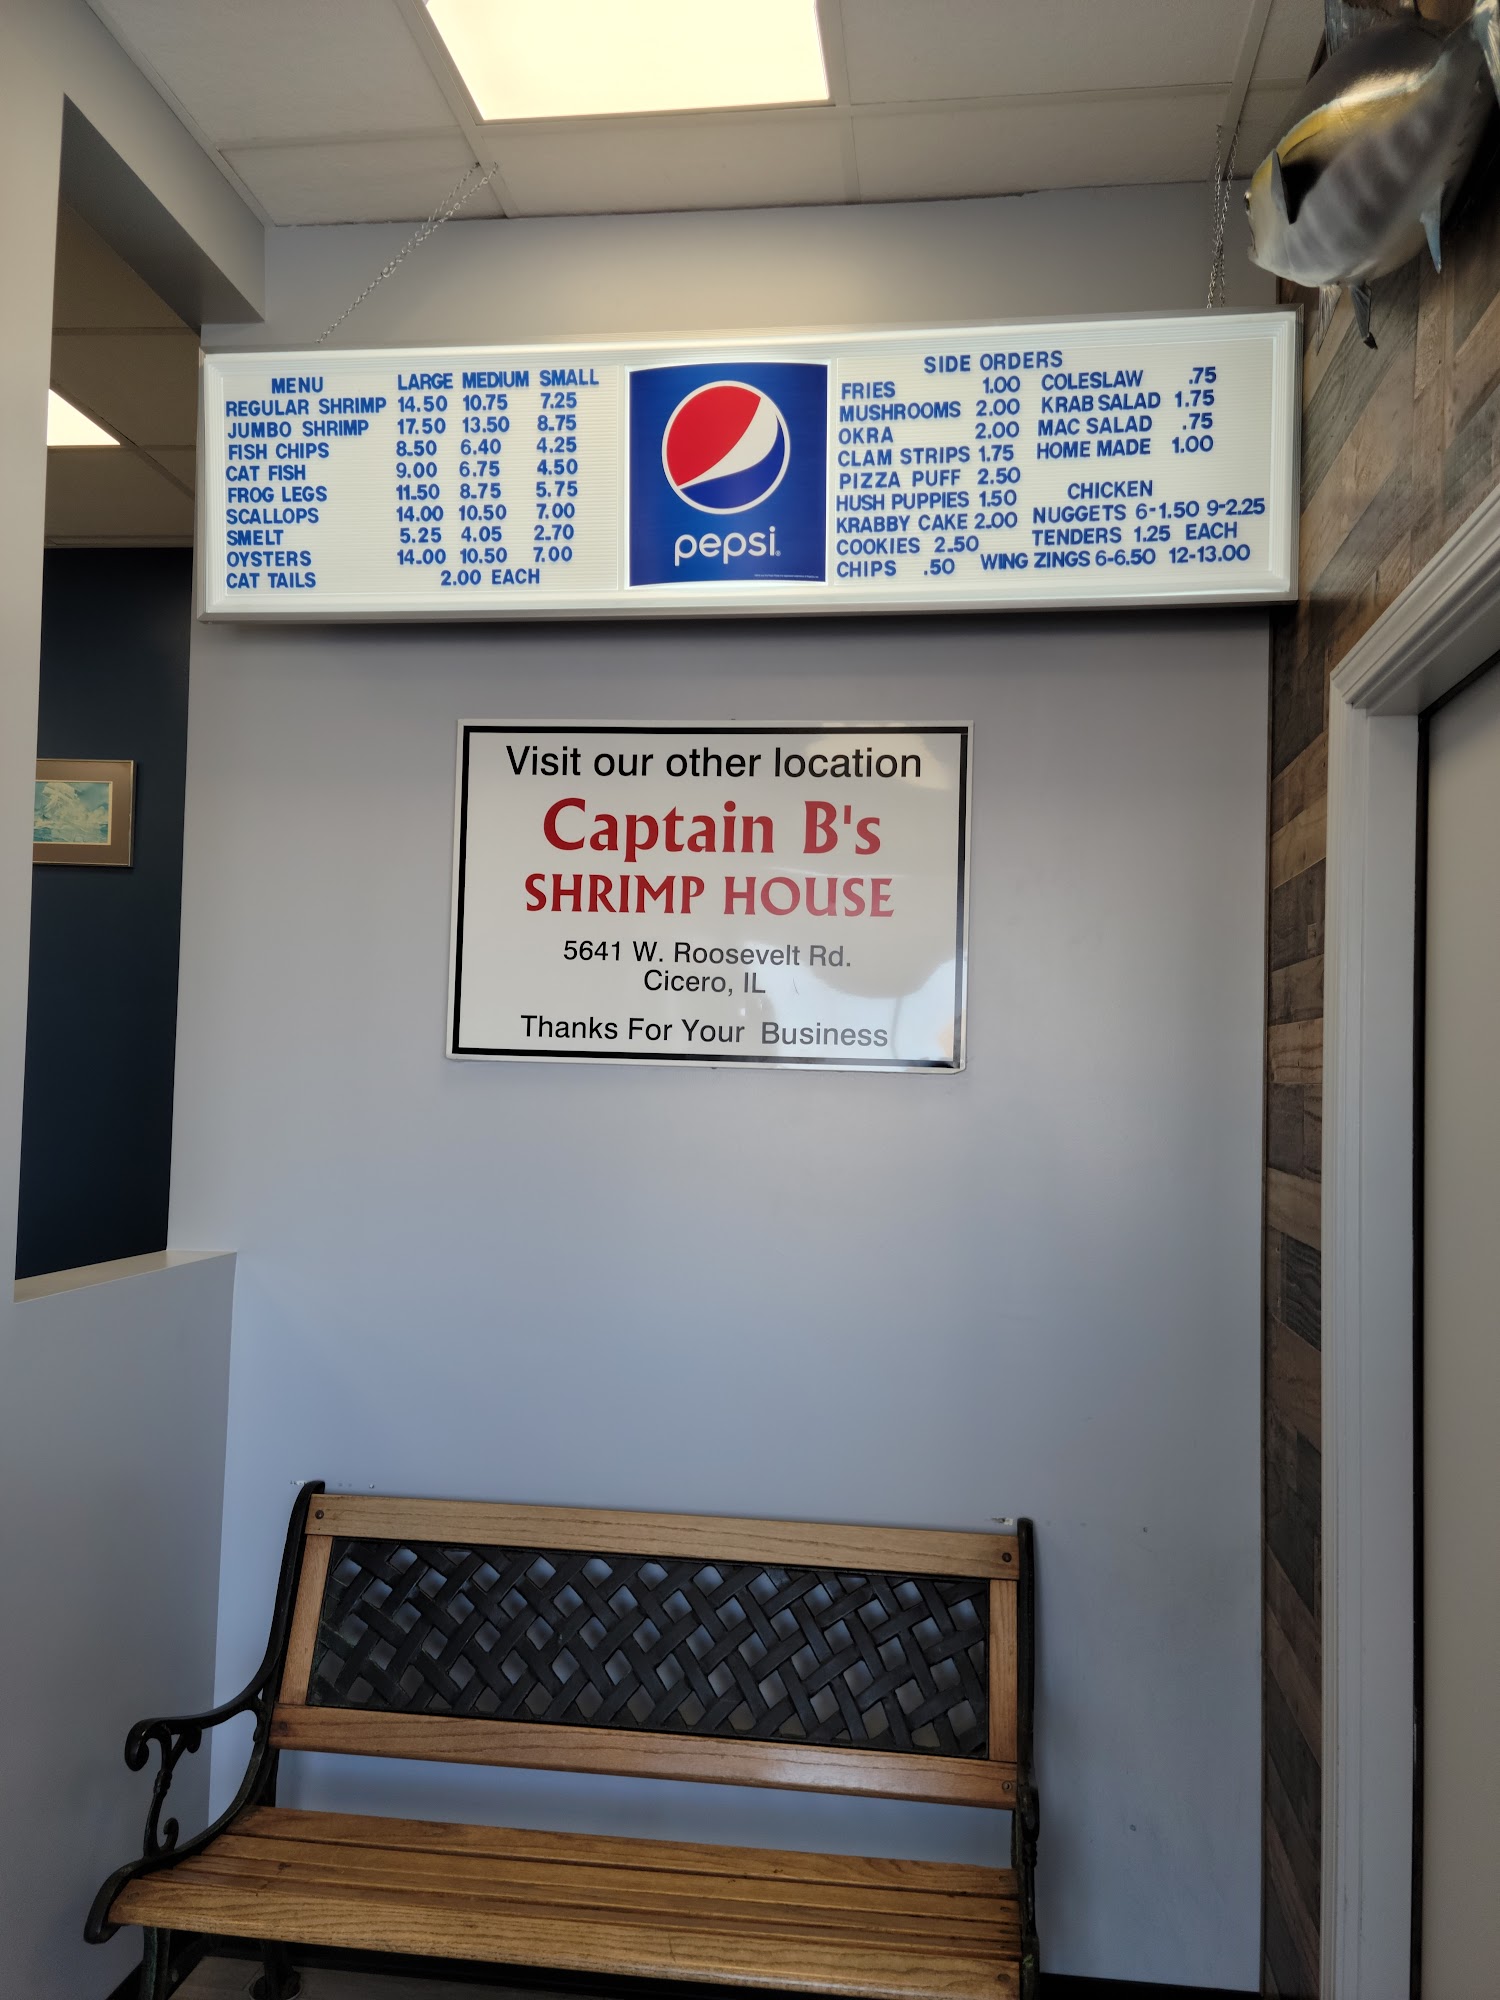 MENU LARGE MEDIUM SMALL
REGULAR SHRIMP 14.50 10.75 7.25
JUMBO SHRIMP 17.50 13.50 8.75
FISH CHIPS 8.50 6.40 4.25
CAT FISH 9.00 6.75 4.50
FROG LEGS 11.50 8.75 5.75
SCALLOPS 14.00 10.50 7.00
SMELT 5.25 4.05 2.70
OYSTERS 14.00 10.50 7.00
CAT TAILS 2.00 EACH
pepsi
SIDE ORDERS
FRIES 1.00
MUSHROOMS 2.00
OKRA 2.00
CLAM STRIPS 1.75
PIZZA PUFF 2.50
HUSH PUPPIES 1.50
KRABBY CAKE 2.00
COOKIES 2.50
CHIPS .50
COLESLAW .75
KRAB SALAD 1.75
MAC SALAD .75
HOME MADE 1.00
CHICKEN
NUGGETS 6-1.50 9-2.25
TENDERS 1.25 EACH
WING ZINGS 6-6.50 12-13.00
Visit our other location
Captain B's
SHRIMP HOUSE
5641 W. Roosevelt Rd.
Cicero, IL
Thanks For Your Business